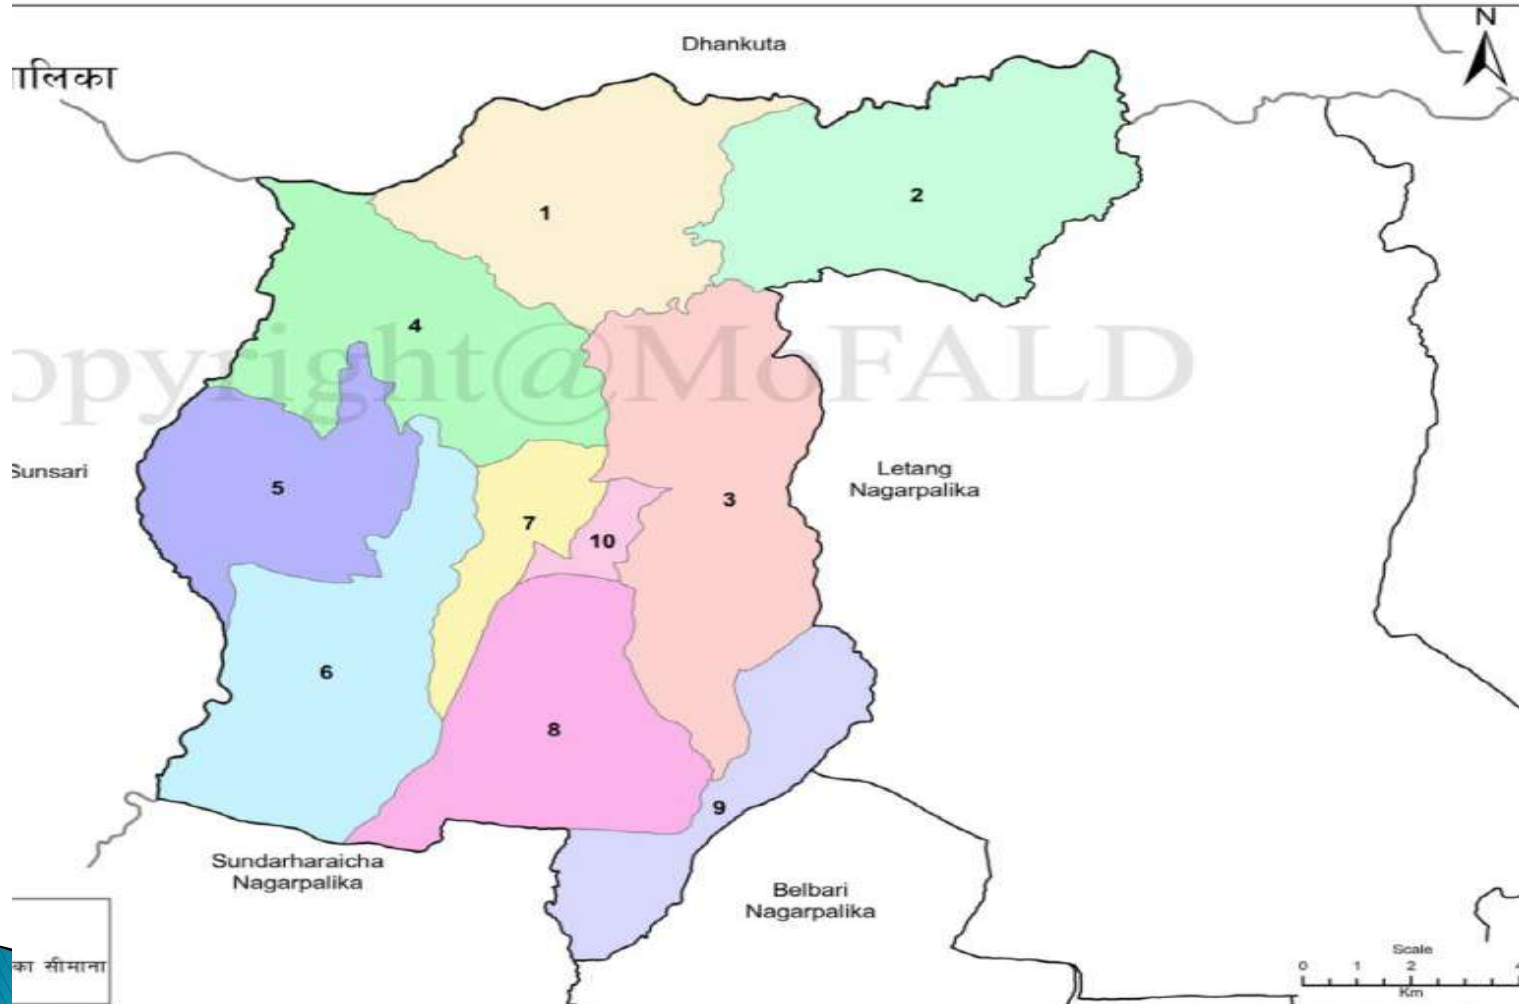 Dhankuta
N
ालिका
1
2
4
opyright@MoFALD
Sunsari
5
Letang
Nagarpalika
3
7
10
6
8
9
Sundarharaicha
Nagarpalika
Belbari
Nagarpalika
का सीमाना
Scale
0 1 2 4
Km